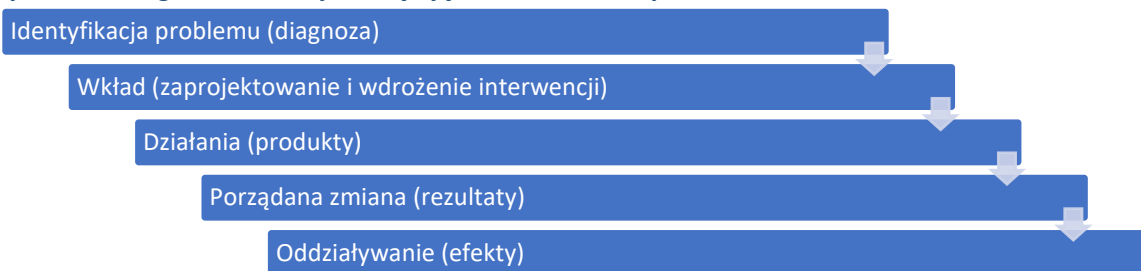 Identyfikacja problemu (diagnoza)
Wkład (zaprojektowanie i wdrożenie interwencji)
Działania (produkty)
Porządana zmiana (rezultaty)
Oddziaływanie (efekty)